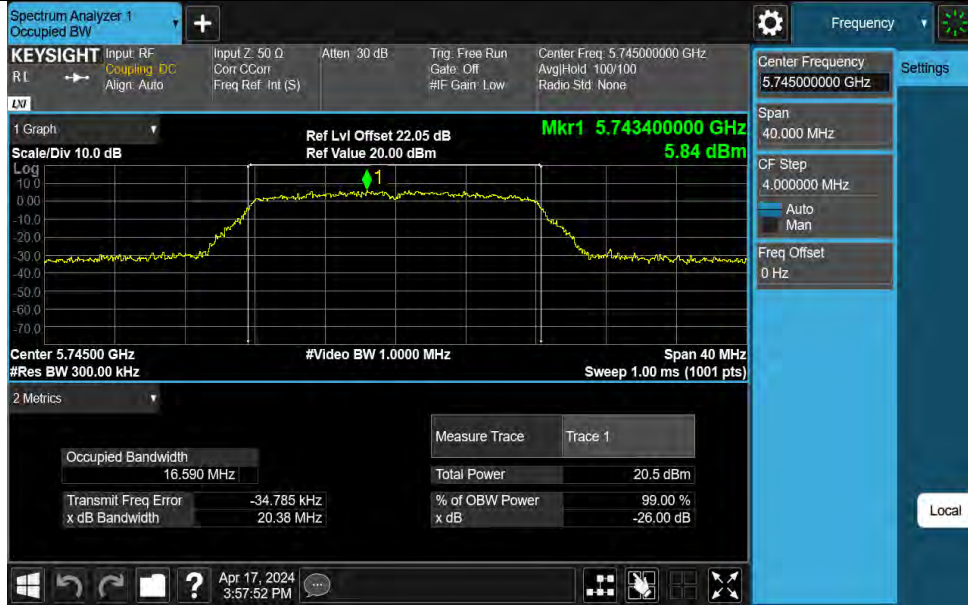 Spectrum Analyzer 1
Occupied BW
+
Frequency
KEYSIGHT
RL
LXI
Input: RF
Coupling: DC
Align: Auto
Input Z: 50 Ω
Corr CCorr
Freq Ref: Int (S)
Atten: 30 dB
Trig: Free Run
Gate: Off
#IF Gain: Low
Center Freq: 5.745000000 GHz
Avg|Hold: 100/100
Radio Std: None
Center Frequency
5.745000000 GHz
Settings
Span
40.000 MHz
CF Step
4.000000 MHz
Auto
Man
Freq Offset
0 Hz
Local
1 Graph
Scale/Div 10.0 dB
Ref Lvl Offset 22.05 dB
Ref Value 20.00 dBm
Mkr1 5.743400000 GHz
5.84 dBm
Log
1
10.0
0.00
-10.0
-20.0
-30.0
-40.0
-50.0
-60.0
-70.0
Center 5.74500 GHz
#Res BW 300.00 kHz
#Video BW 1.0000 MHz
Span 40 MHz
Sweep 1.00 ms (1001 pts)
2 Metrics
Measure Trace Trace 1
Occupied Bandwidth
16.590 MHz
Total Power 20.5 dBm
Transmit Freq Error -34.785 kHz
% of OBW Power 99.00 %
x dB Bandwidth 20.38 MHz
x dB -26.00 dB
?
Apr 17, 2024
3:57:52 PM